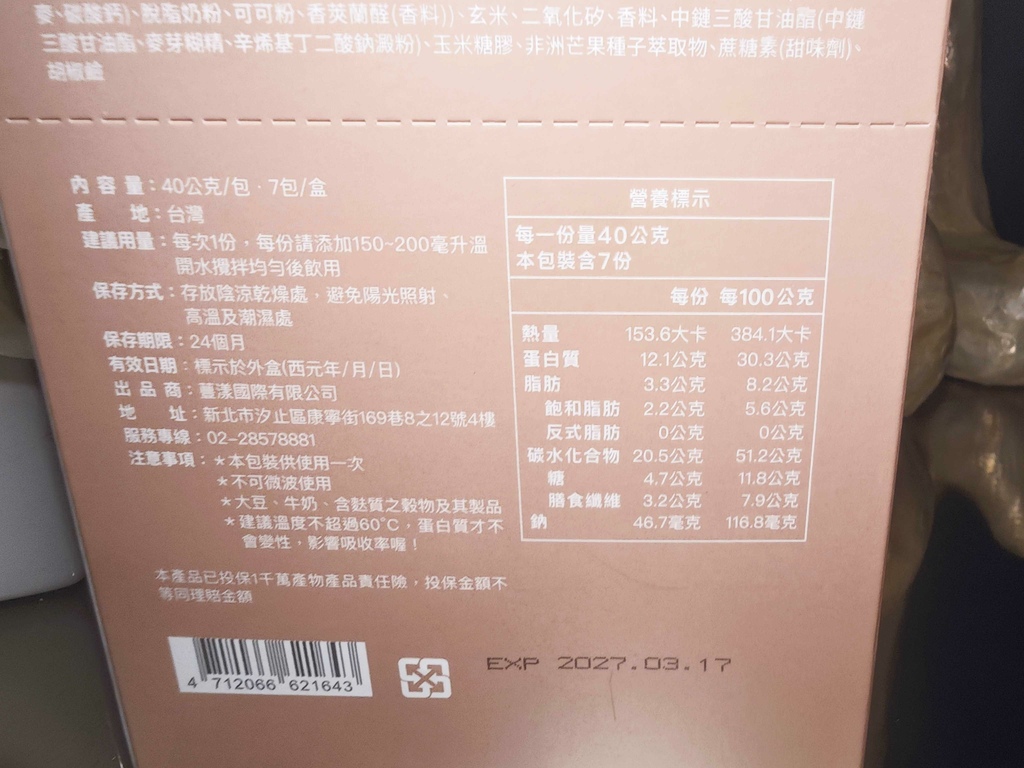 麥、碳酸鈣)、脫脂奶粉、可可粉、香莢蘭醛(香料))、玄米、二氧化矽、香料、中鏈三酸甘油酯(中鏈
三酸甘油酯、麥芽糊精、辛烯基丁二酸鈉澱粉)、玉米糖膠、非洲芒果種子萃取物、蔗糖素(甜味劑)、
胡椒鹼
內容量：40公克/包．7包/盒
產地：台灣
建議用量：每次1份，每份請添加150~200毫升溫
開水攪拌均勻後飲用
保存方式：存放陰涼乾燥處，避免陽光照射、
高溫及潮濕處
保存期限：24個月
有效日期：標示於外盒(西元年/月/日)
出品商：薑漾國際有限公司
地址：新北市汐止區康寧街169巷8之12號4樓
服務專線：02-28578881
注意事項：＊本包裝供使用一次
＊不可微波使用
＊大豆、牛奶、含麩質之穀物及其製品
＊建議溫度不超過60°C，蛋白質才不
會變性，影響吸收率喔！
本產品已投保1千萬產物產品責任險，投保金額不
等同理賠金額
營養標示
每一份量40公克
本包裝含7份
每份 每100公克
熱量 153.6大卡 384.1大卡
蛋白質 12.1公克 30.3公克
脂肪 3.3公克 8.2公克
飽和脂肪 2.2公克 5.6公克
反式脂肪 0公克 0公克
碳水化合物 20.5公克 51.2公克
糖 4.7公克 11.8公克
膳食纖維 3.2公克 7.9公克
鈉 46.7毫克 116.8毫克
4 712066 621643
EXP 2027.03.17